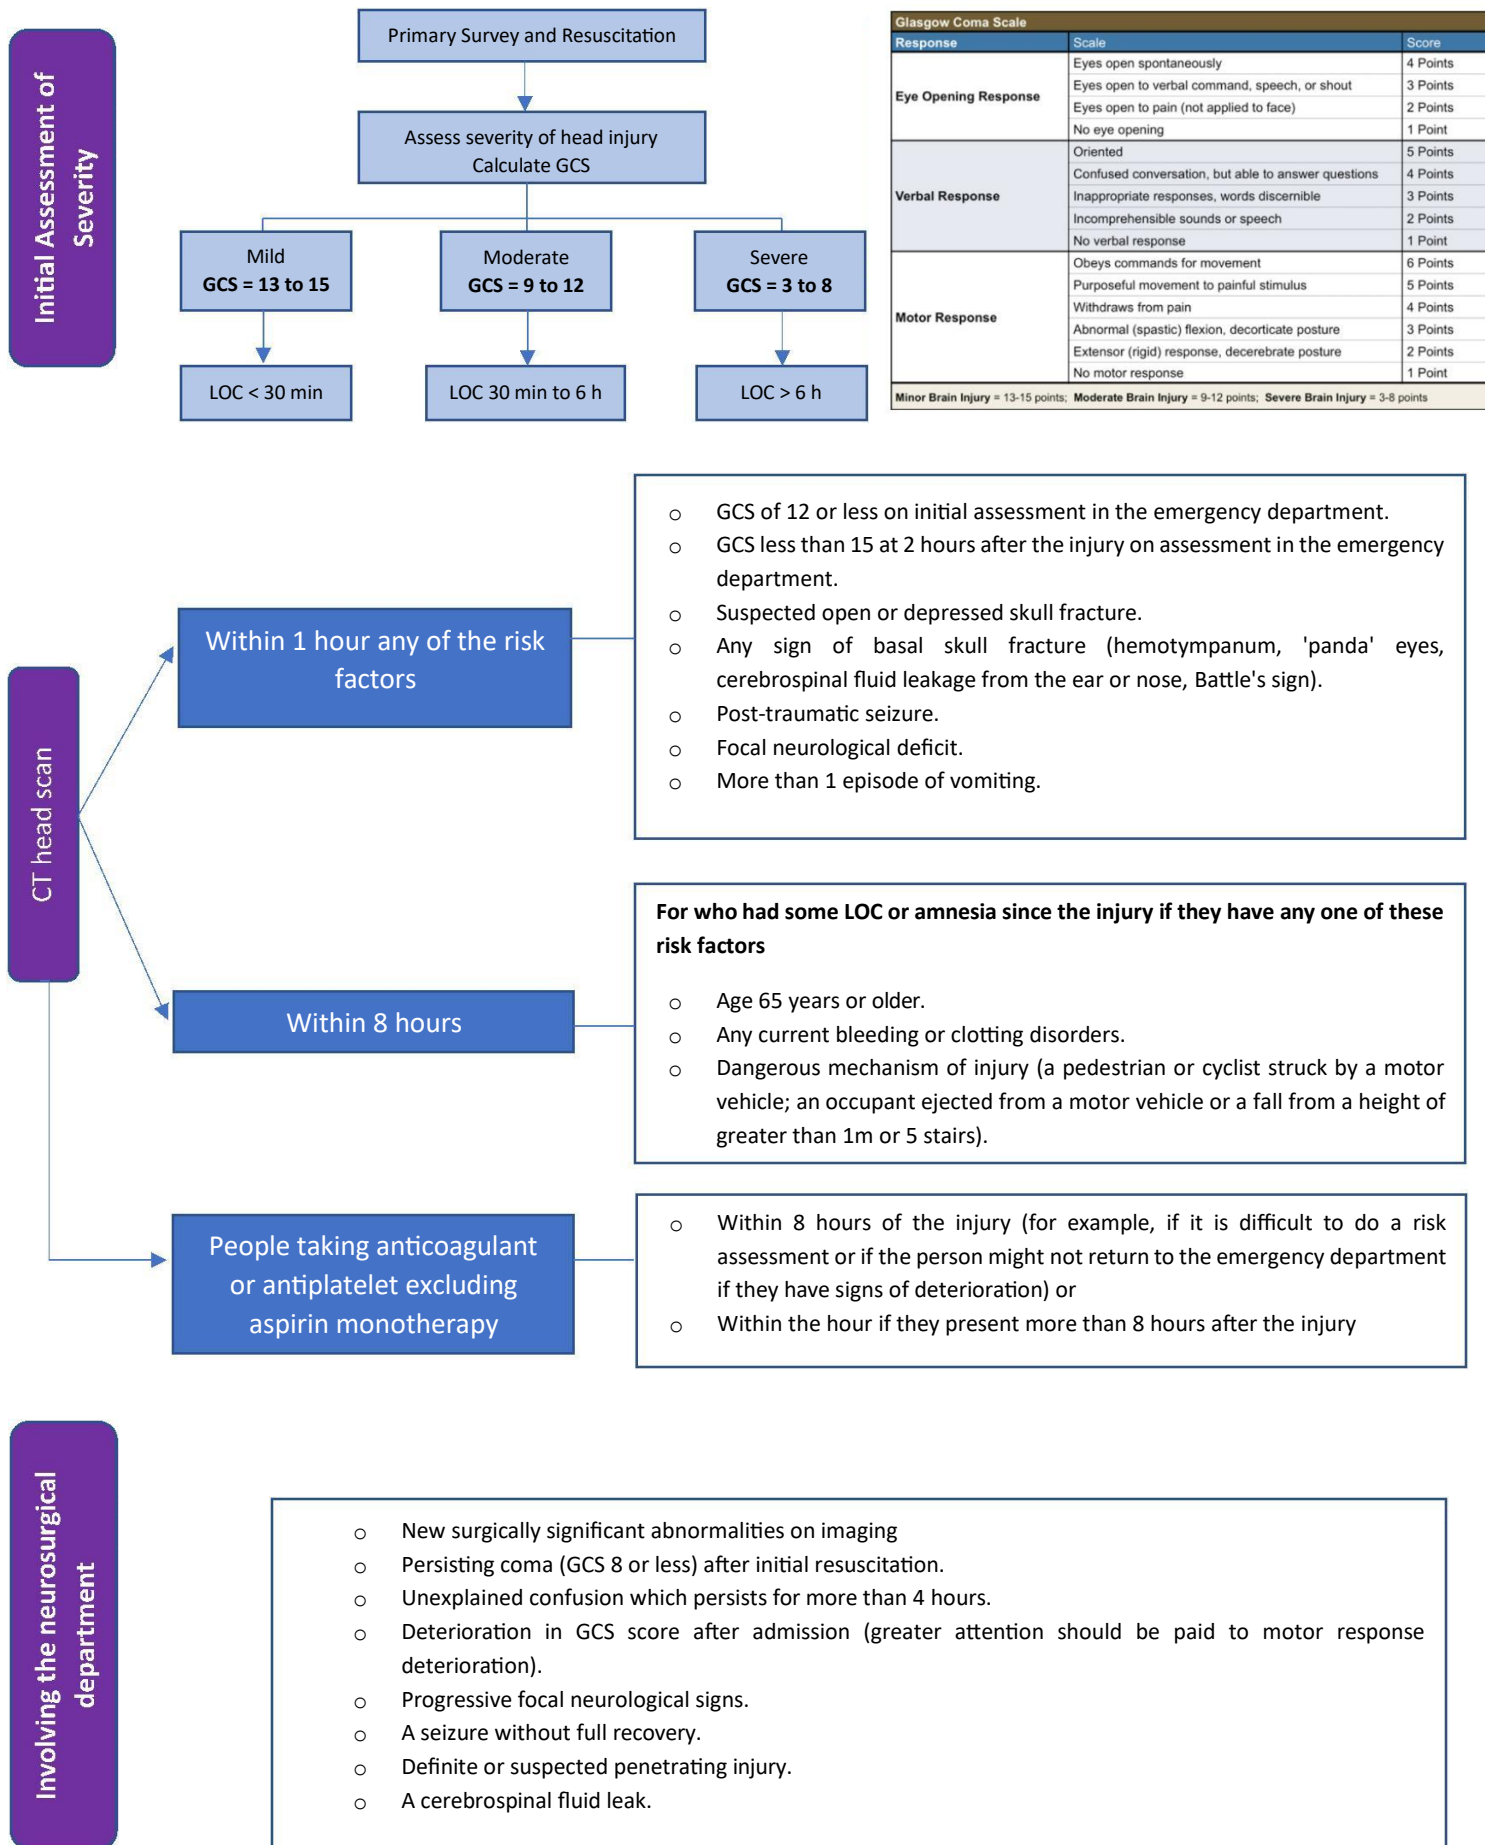 Initial Assessment of
Severity
Primary Survey and Resuscitation
Assess severity of head injury
Calculate GCS
Mild
GCS = 13 to 15
Moderate
GCS = 9 to 12
Severe
GCS = 3 to 8
LOC < 30 min
LOC 30 min to 6 h
LOC > 6 h
Glasgow Coma Scale
Response Scale Score
Eye Opening Response
Eyes open spontaneously 4 Points
Eyes open to verbal command, speech, or shout 3 Points
Eyes open to pain (not applied to face) 2 Points
No eye opening 1 Point
Verbal Response
Oriented 5 Points
Confused conversation, but able to answer questions 4 Points
Inappropriate responses, words discernible 3 Points
Incomprehensible sounds or speech 2 Points
No verbal response 1 Point
Motor Response
Obeys commands for movement 6 Points
Purposeful movement to painful stimulus 5 Points
Withdraws from pain 4 Points
Abnormal (spastic) flexion, decorticate posture 3 Points
Extensor (rigid) response, decerebrate posture 2 Points
No motor response 1 Point
Minor Brain Injury = 13-15 points; Moderate Brain Injury = 9-12 points; Severe Brain Injury = 3-8 points
CT head scan
Within 1 hour any of the risk
factors
o GCS of 12 or less on initial assessment in the emergency department.
o GCS less than 15 at 2 hours after the injury on assessment in the emergency
department.
o Suspected open or depressed skull fracture.
o Any sign of basal skull fracture (hemotympanum, 'panda' eyes,
cerebrospinal fluid leakage from the ear or nose, Battle's sign).
o Post-traumatic seizure.
o Focal neurological deficit.
o More than 1 episode of vomiting.
Within 8 hours
For who had some LOC or amnesia since the injury if they have any one of these
risk factors
o Age 65 years or older.
o Any current bleeding or clotting disorders.
o Dangerous mechanism of injury (a pedestrian or cyclist struck by a motor
vehicle; an occupant ejected from a motor vehicle or a fall from a height of
greater than 1m or 5 stairs).
People taking anticoagulant
or antiplatelet excluding
aspirin monotherapy
o Within 8 hours of the injury (for example, if it is difficult to do a risk
assessment or if the person might not return to the emergency department
if they have signs of deterioration) or
o Within the hour if they present more than 8 hours after the injury
Involving the neurosurgical
department
o New surgically significant abnormalities on imaging
o Persisting coma (GCS 8 or less) after initial resuscitation.
o Unexplained confusion which persists for more than 4 hours.
o Deterioration in GCS score after admission (greater attention should be paid to motor response
deterioration).
o Progressive focal neurological signs.
o A seizure without full recovery.
o Definite or suspected penetrating injury.
o A cerebrospinal fluid leak.